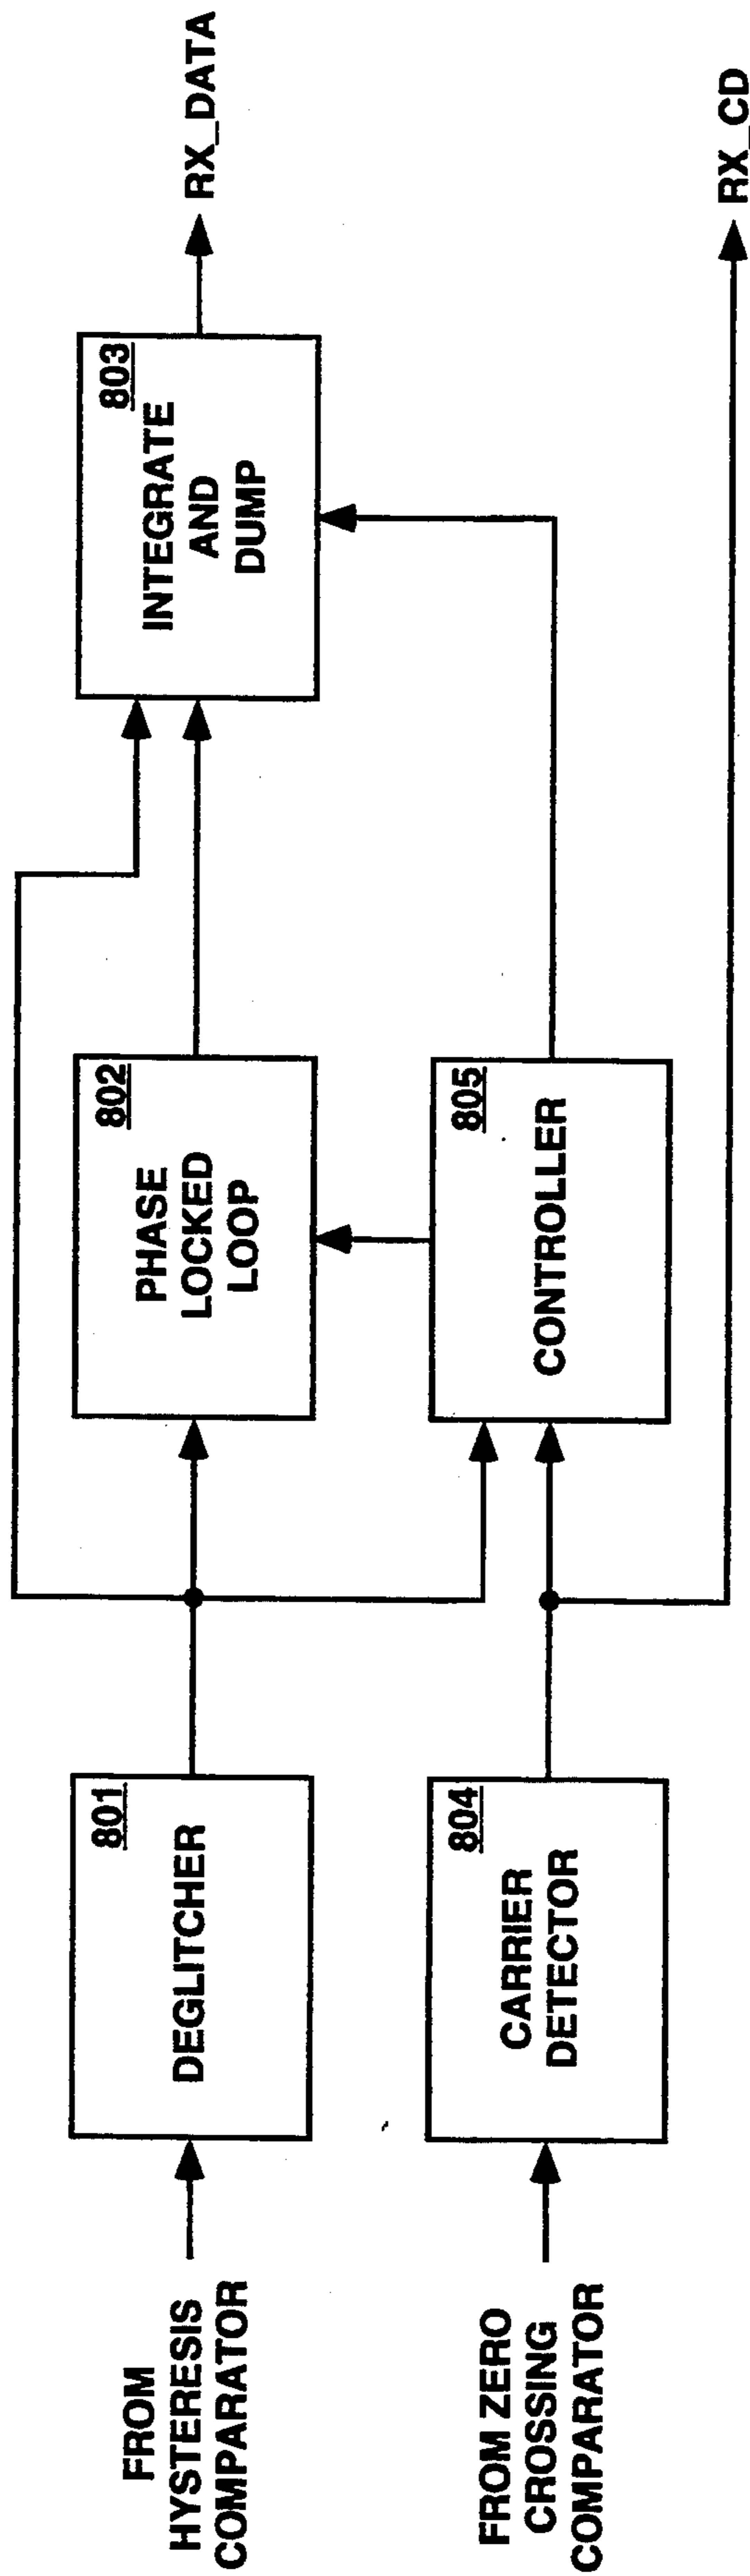 FROM
HYSTERESIS
COMPARATOR
801
DEGLITCHER
802
PHASE
LOCKED
LOOP
803
INTEGRATE
AND
DUMP
RX_DATA
FROM ZERO
CROSSING
COMPARATOR
804
CARRIER
DETECTOR
805
CONTROLLER
RX_CD